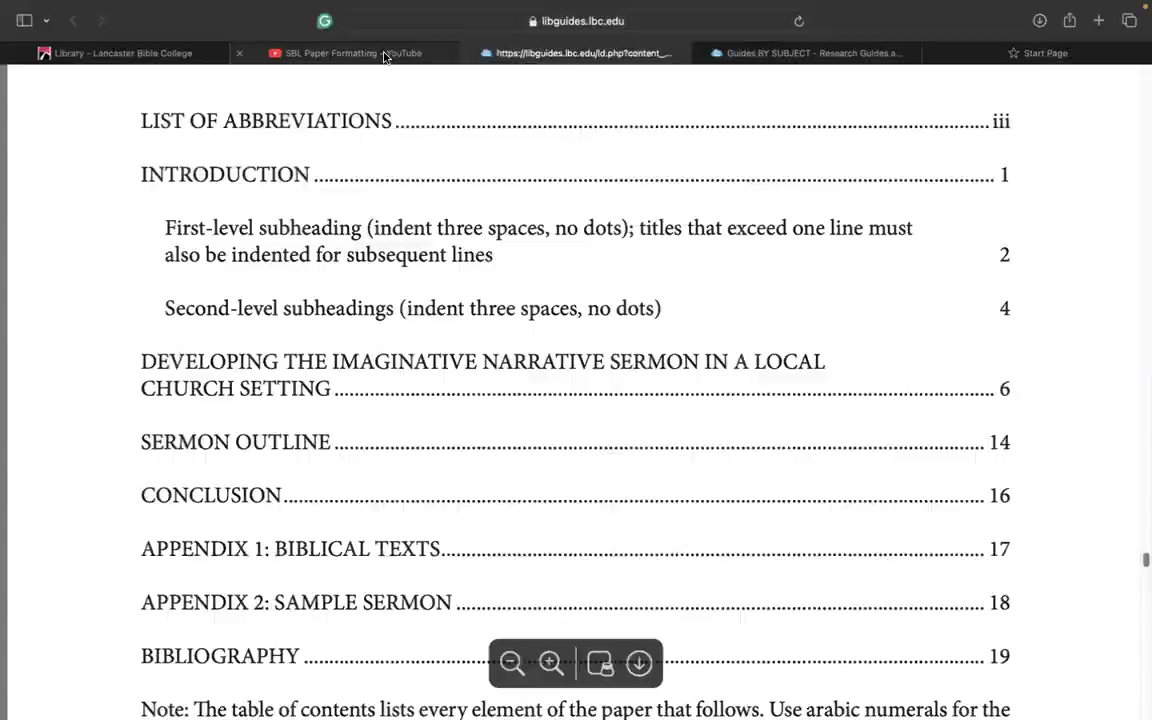 libguides.lbc.edu
Library – Lancaster Bible College
SBL Paper Formatting - YouTube
https://libguides.lbc.edu/ld.php?content_...
Guides BY SUBJECT - Research Guides a...
Start Page
LIST OF ABBREVIATIONS ........ iii
INTRODUCTION ........ 1
First-level subheading (indent three spaces, no dots); titles that exceed one line must
also be indented for subsequent lines 2
Second-level subheadings (indent three spaces, no dots) 4
DEVELOPING THE IMAGINATIVE NARRATIVE SERMON IN A LOCAL
CHURCH SETTING ........ 6
SERMON OUTLINE ........ 14
CONCLUSION ........ 16
APPENDIX 1: BIBLICAL TEXTS ........ 17
APPENDIX 2: SAMPLE SERMON ........ 18
BIBLIOGRAPHY ........ 19
Note: The table of contents lists every element of the paper that follows. Use arabic numerals for the